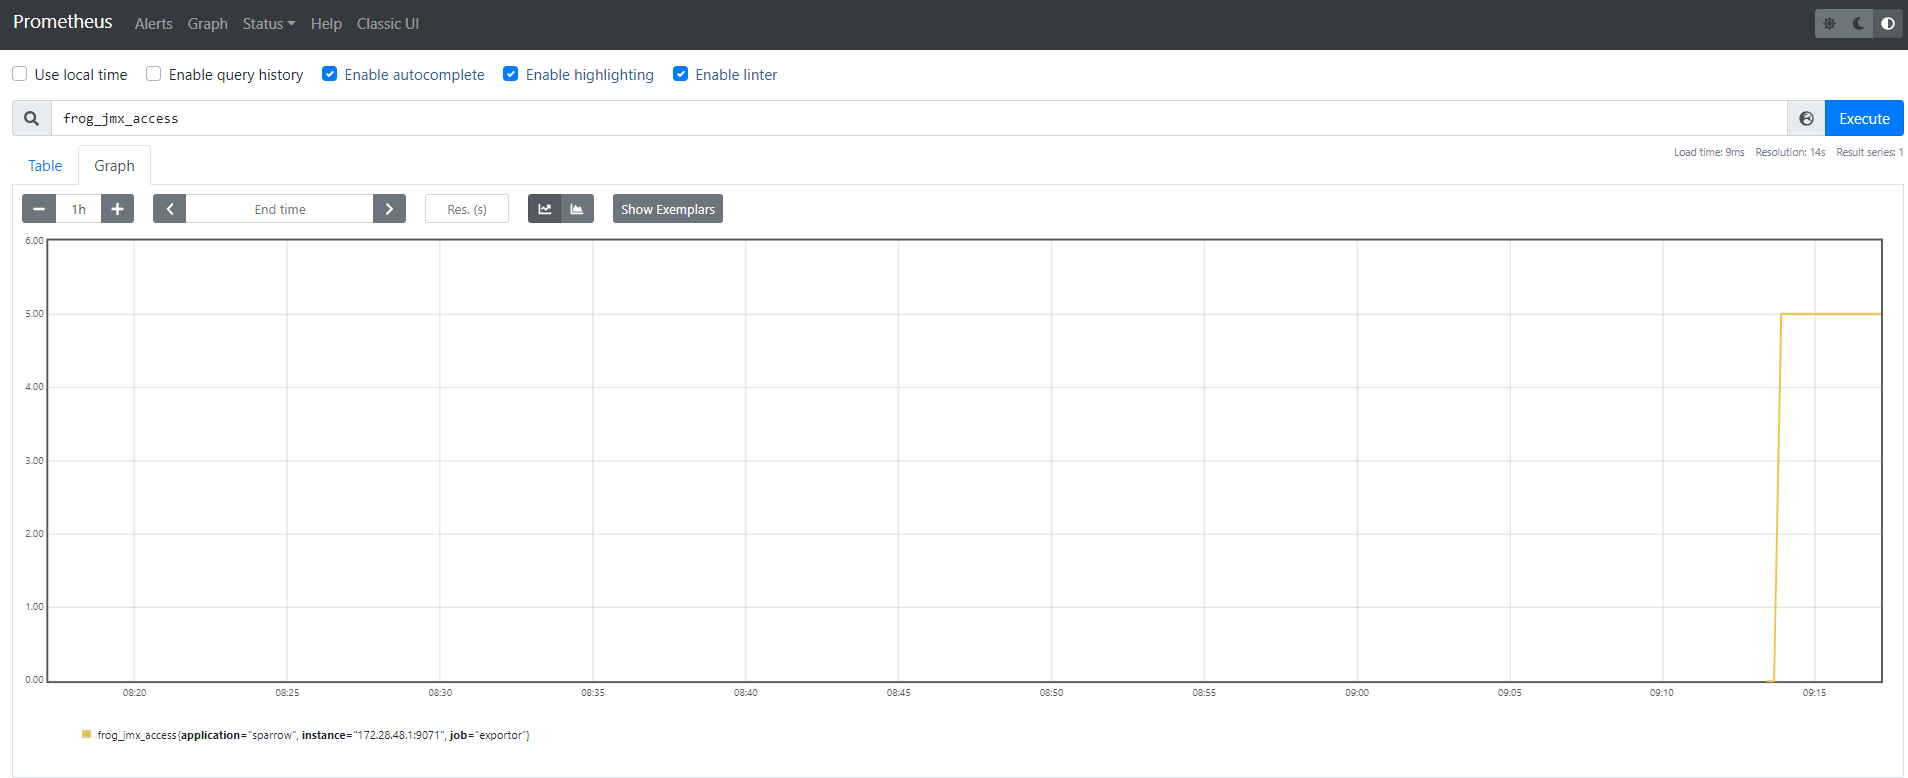 Prometheus Alerts Graph Status Help Classic UI
Use local time Enable query history Enable autocomplete Enable highlighting Enable linter
frog_jmx_access Execute
Table Graph Load time: 9ms Resolution: 14s Result series: 1
1h End time Res. (s) Show Exemplars
6.00
5.00
4.00
3.00
2.00
1.00
0.00
08:20 08:25 08:30 08:35 08:40 08:45 08:50 08:55 09:00 09:05 09:10 09:15
frog_jmx_access{application="sparrow", instance="172.28.48.1:9071", job="exportor"}